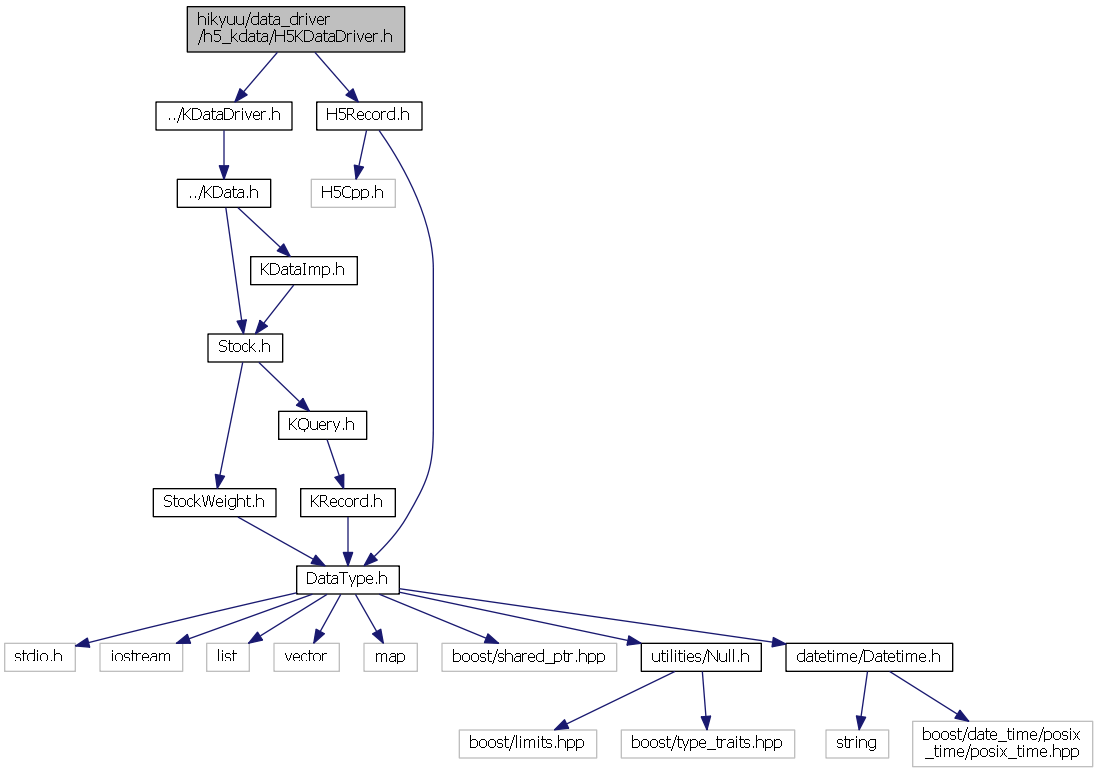 hikyuu/data_driver
/h5_kdata/H5KDataDriver.h
../KDataDriver.h
H5Record.h
../KData.h
H5Cpp.h
KDataImp.h
Stock.h
KQuery.h
StockWeight.h
KRecord.h
DataType.h
stdio.h
iostream
list
vector
map
boost/shared_ptr.hpp
utilities/Null.h
datetime/Datetime.h
boost/limits.hpp
boost/type_traits.hpp
string
boost/date_time/posix
_time/posix_time.hpp